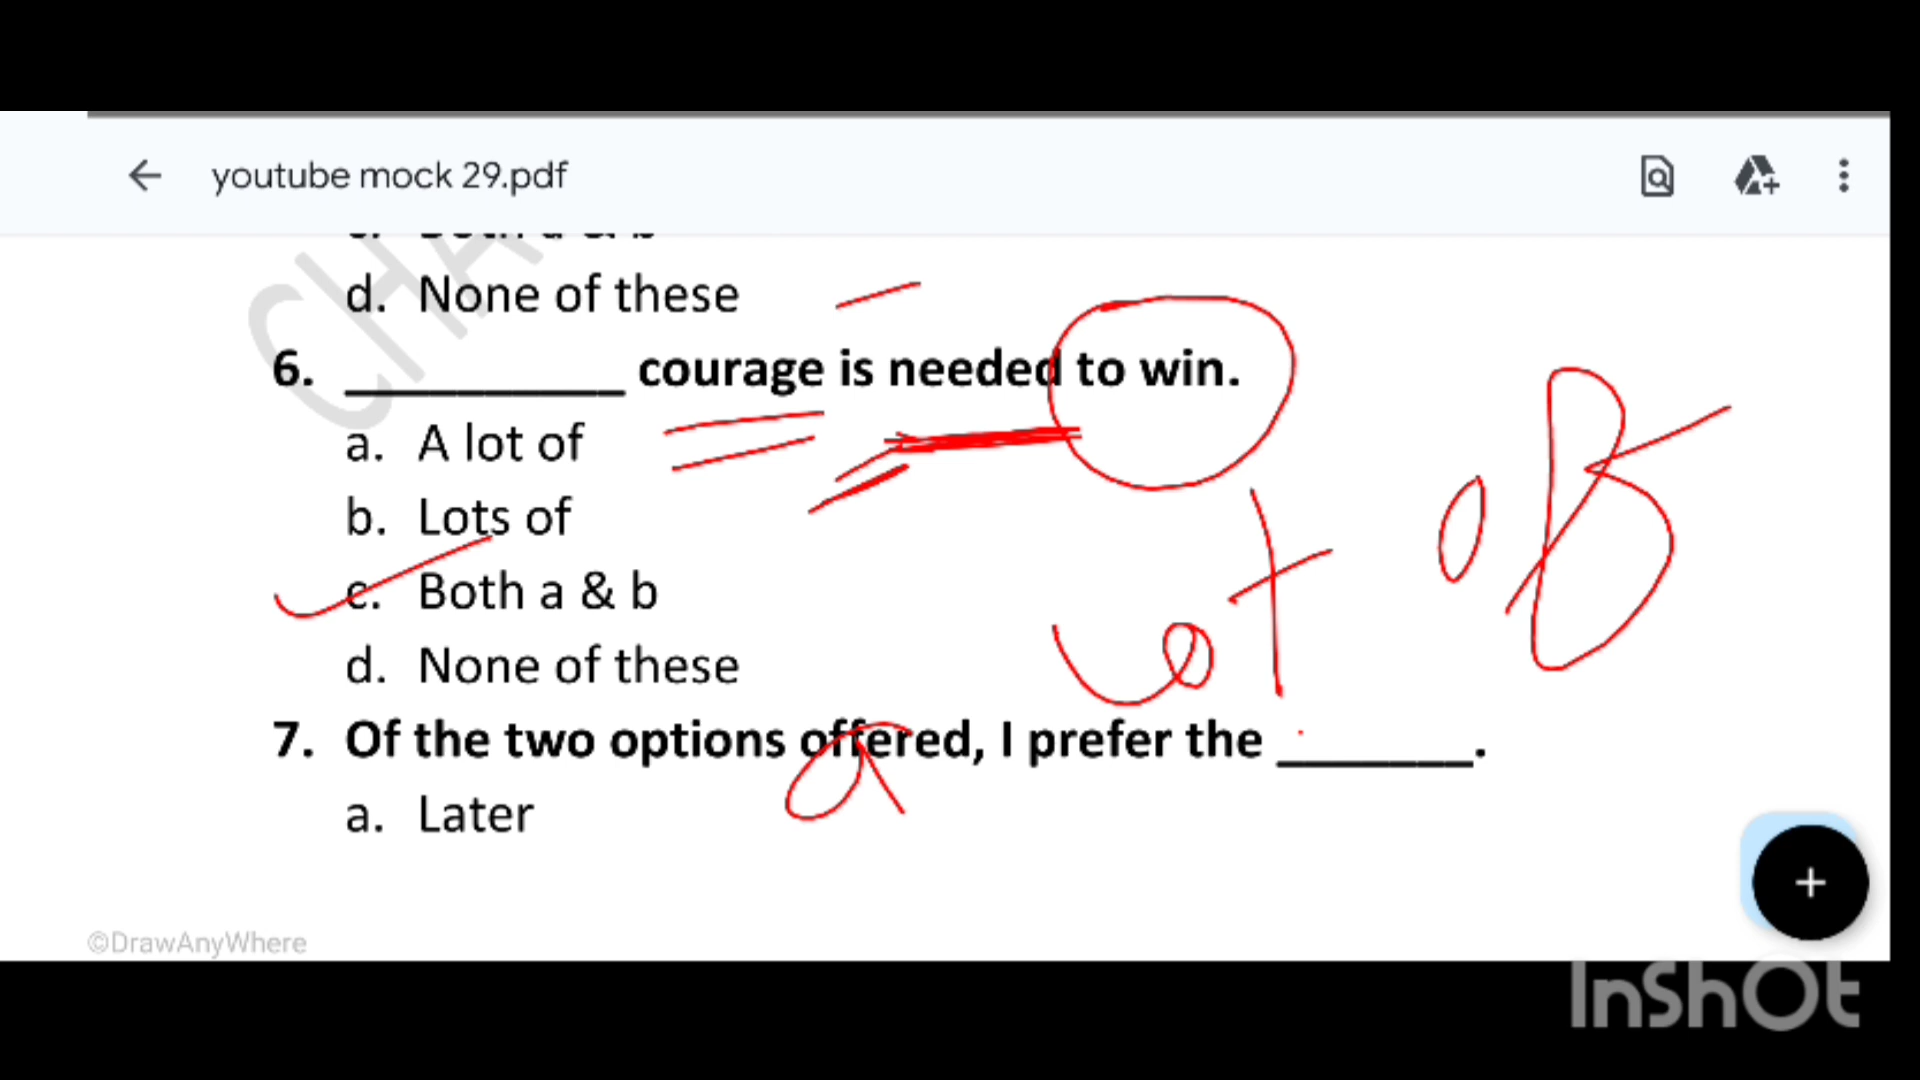 youtube mock 29.pdf
CHA
d. None of these
6. __________ courage is needed to win.
a. A lot of
b. Lots of
c. Both a & b
d. None of these
a lot of
7. Of the two options offered, I prefer the _______.
a. Later
+
©DrawAnyWhere
InShOt